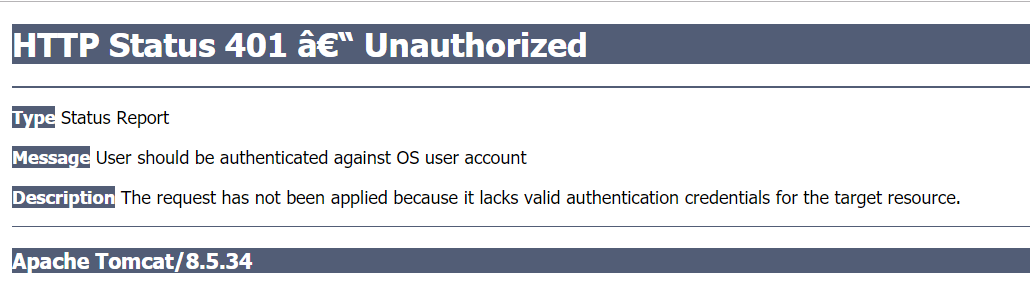 HTTP Status 401 â€“ Unauthorized
Type Status Report
Message User should be authenticated against OS user account
Description The request has not been applied because it lacks valid authentication credentials for the target resource.
Apache Tomcat/8.5.34